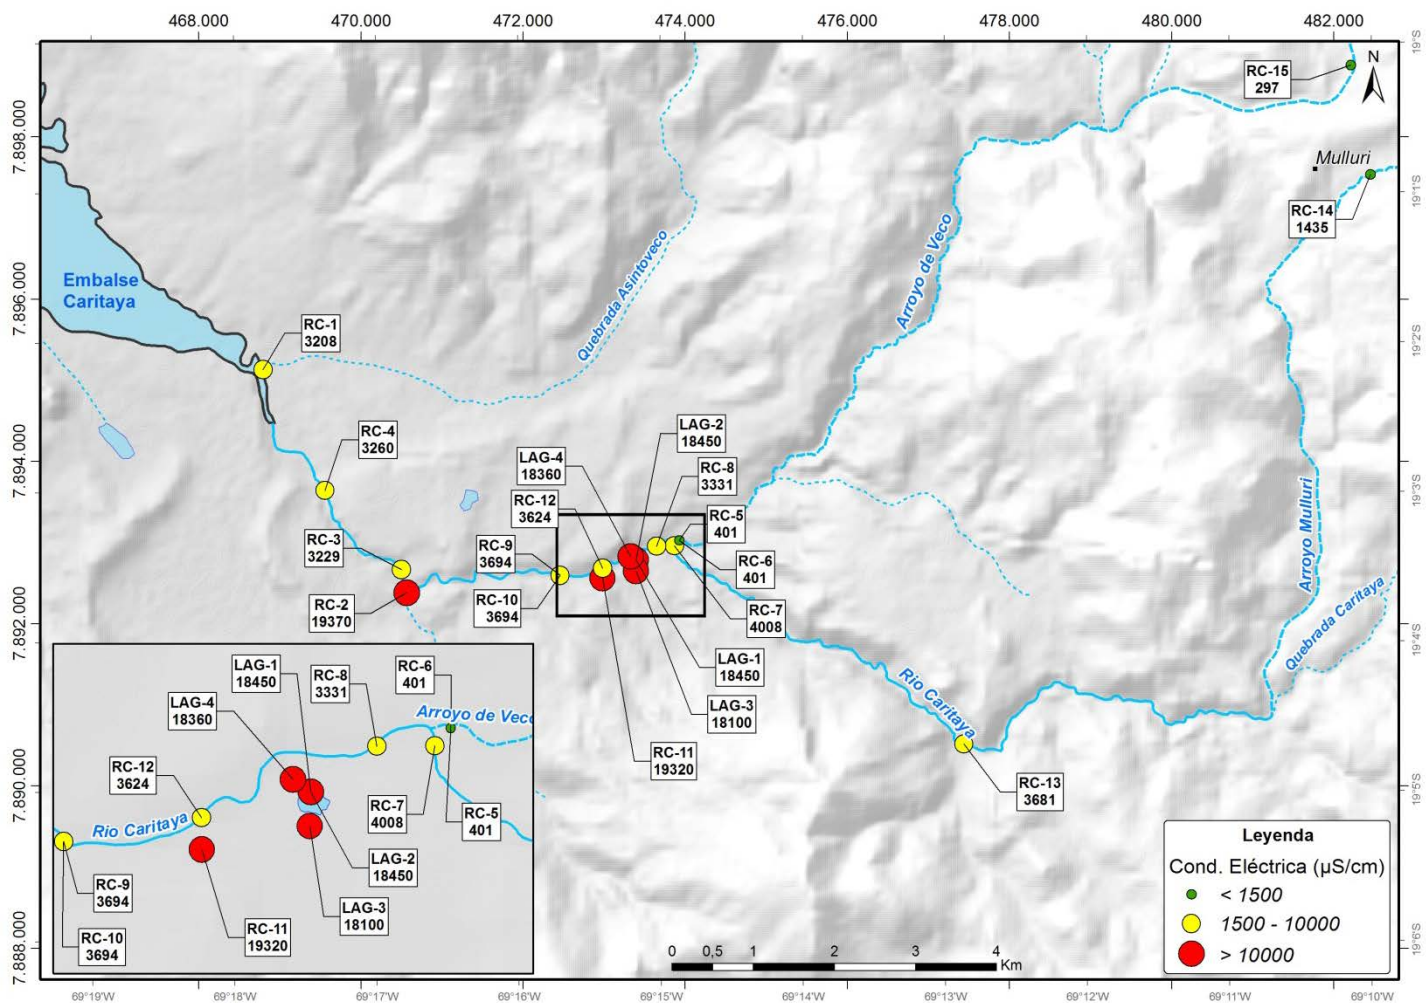 468.000 470.000 472.000 474.000 476.000 478.000 480.000 482.000
19°S
N
RC-15
297
7.898.000
Mulluri
19°1'S
RC-14
1435
Embalse
Caritaya
7.896.000
Quebrada Asintoveco
Arroyo de Veco
19°2'S
RC-1
3208
7.894.000
RC-4
3260
LAG-2
18450
LAG-4
18360
RC-8
3331
RC-12
3624
RC-5
401
19°3'S
Arroyo Mulluri
RC-3
3229
RC-9
3694
RC-6
401
RC-10
3694
RC-7
4008
7.892.000
RC-2
19370
Quebrada Caritaya
19°4'S
LAG-1
18450
LAG-3
18100
Rio Caritaya
RC-11
19320
RC-13
3681
7.890.000
19°5'S
LAG-1
18450
RC-8
3331
RC-6
401
LAG-4
18360
Arroyo de Veco
RC-12
3624
RC-7
4008
RC-5
401
Rio Caritaya
LAG-2
18450
RC-9
3694
LAG-3
18100
RC-11
19320
RC-10
3694
7.888.000
Leyenda
Cond. Eléctrica (µS/cm)
< 1500
1500 - 10000
> 10000
0 0,5 1 2 3 4
Km
19°6'S
69°19'W 69°18'W 69°17'W 69°16'W 69°15'W 69°14'W 69°13'W 69°12'W 69°11'W 69°10'W